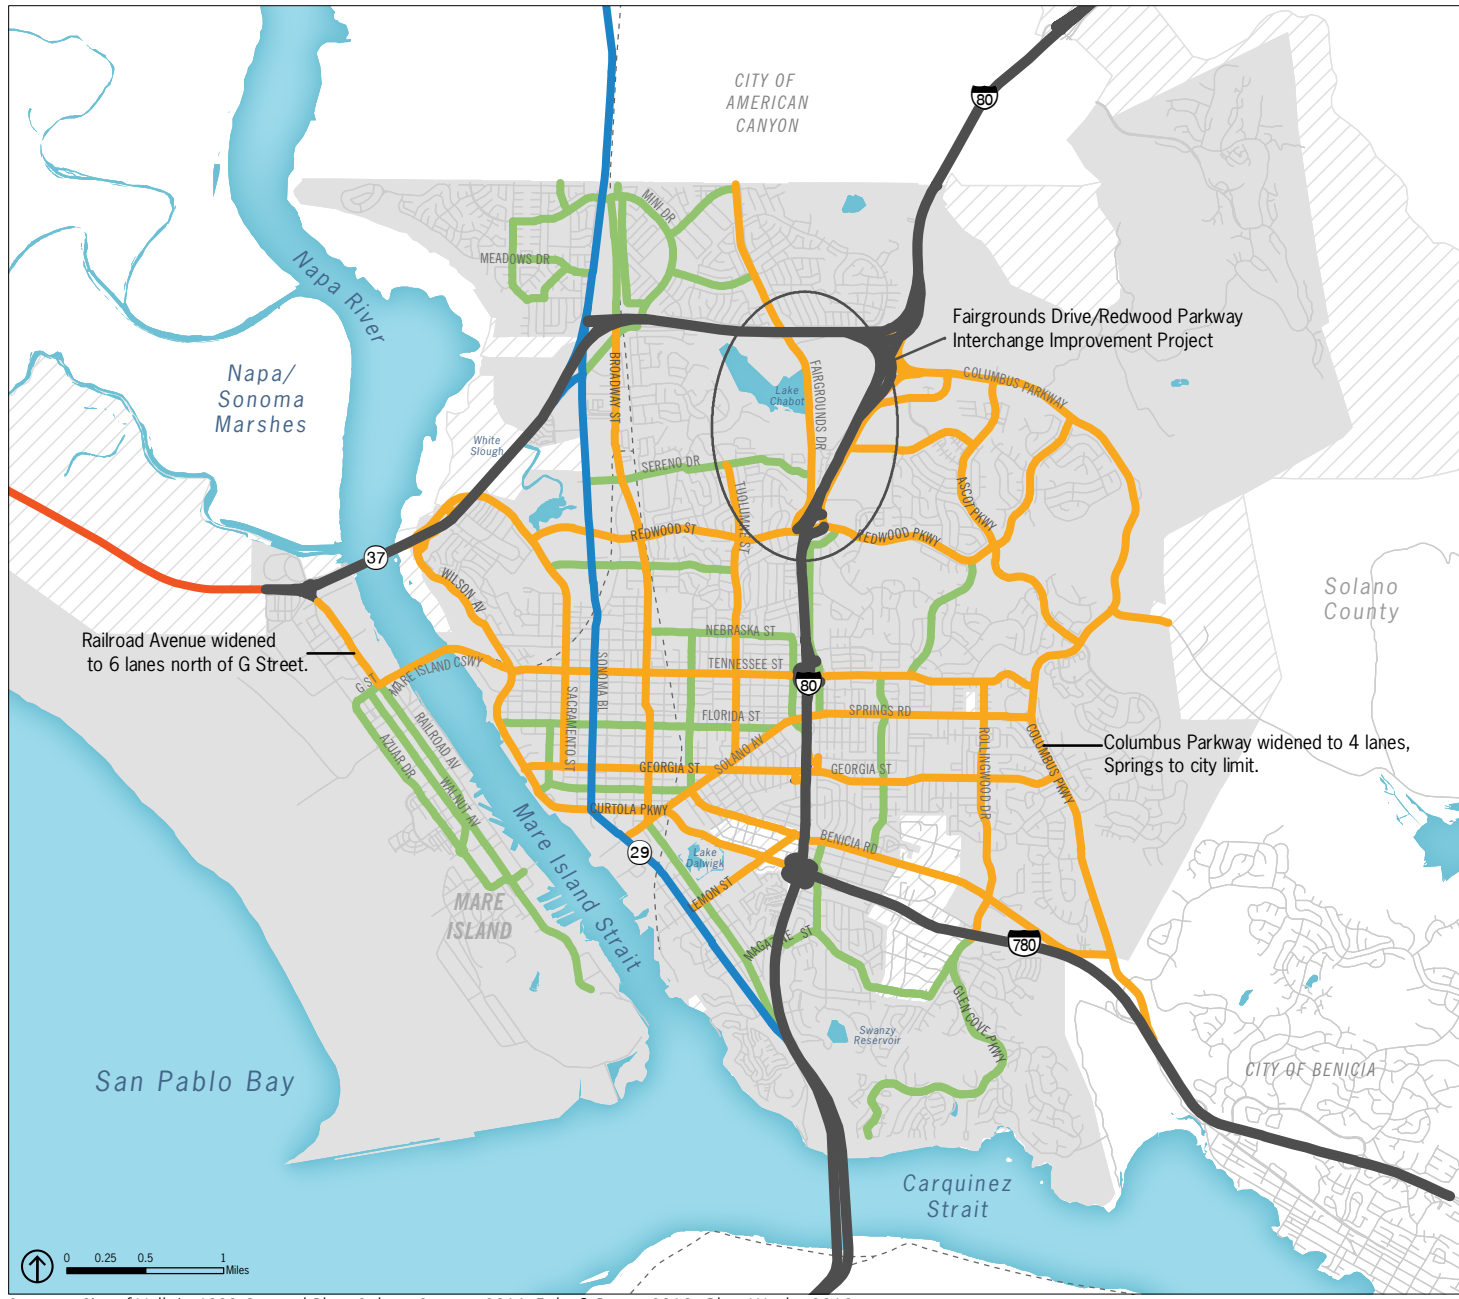 CITY OF
AMERICAN
CANYON
80
MINI DR
MEADOWS DR
Napa River
Fairgrounds Drive/Redwood Parkway
Interchange Improvement Project
Napa/
Sonoma
Marshes
BROADWAY ST
FAIRGROUNDS DR
COLUMBUS PARKWAY
Lake
Chabot
White
Slough
SERENO DR
TUOLUMNE ST
ASCOT PKWY
REDWOOD ST
REDWOOD PKWY
37
WILSON AV
Solano
County
Railroad Avenue widened
to 6 lanes north of G Street.
NEBRASKA ST
TENNESSEE ST
G ST
MARE ISLAND CSWY
SONOMA BL
SACRAMENTO ST
80
FLORIDA ST
SPRINGS RD
RAILROAD AV
AZUAR DR
WALNUT AV
SOLANO AV
GEORGIA ST
GEORGIA ST
ROLLINGWOOD DR
COLUMBUS PKWY
Columbus Parkway widened to 4 lanes,
Springs to city limit.
CURTOLA PKWY
BENICIA RD
29
Lake
Dalwigk
LEMON ST
Mare Island Strait
MARE
ISLAND
MAGAZINE ST
780
GLEN COVE PKWY
Swanzy
Reservoir
San Pablo Bay
CITY OF BENICIA
Carquinez
Strait
0 0.25 0.5 1
Miles